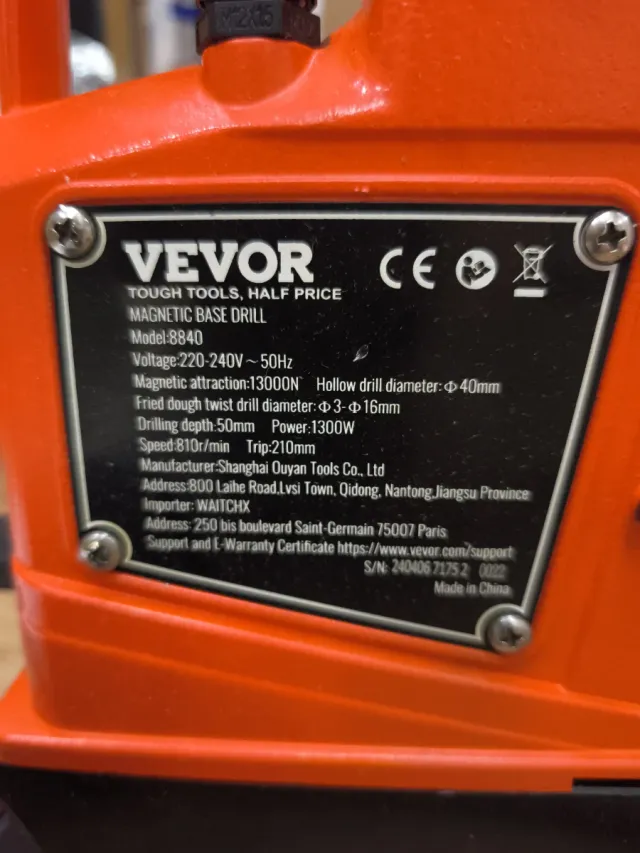 M12X15
VEVOR
CE
TOUGH TOOLS, HALF PRICE
MAGNETIC BASE DRILL
Model:8840
Voltage:220-240V~50Hz
Magnetic attraction:13000N Hollow drill diameter:Φ40mm
Fried dough twist drill diameter:Φ3-Φ16mm
Drilling depth:50mm Power:1300W
Speed:810r/min Trip:210mm
Manufacturer:Shanghai Ouyan Tools Co., Ltd
Address:800 Laihe Road,Lvsi Town, Qidong, Nantong,Jiangsu Province
Importer: WAITCHX
Address: 250 bis boulevard Saint-Germain 75007 Paris
Support and E-Warranty Certificate https://www.vevor.com/support
S/N: 240406 7175 2 0022
Made in China